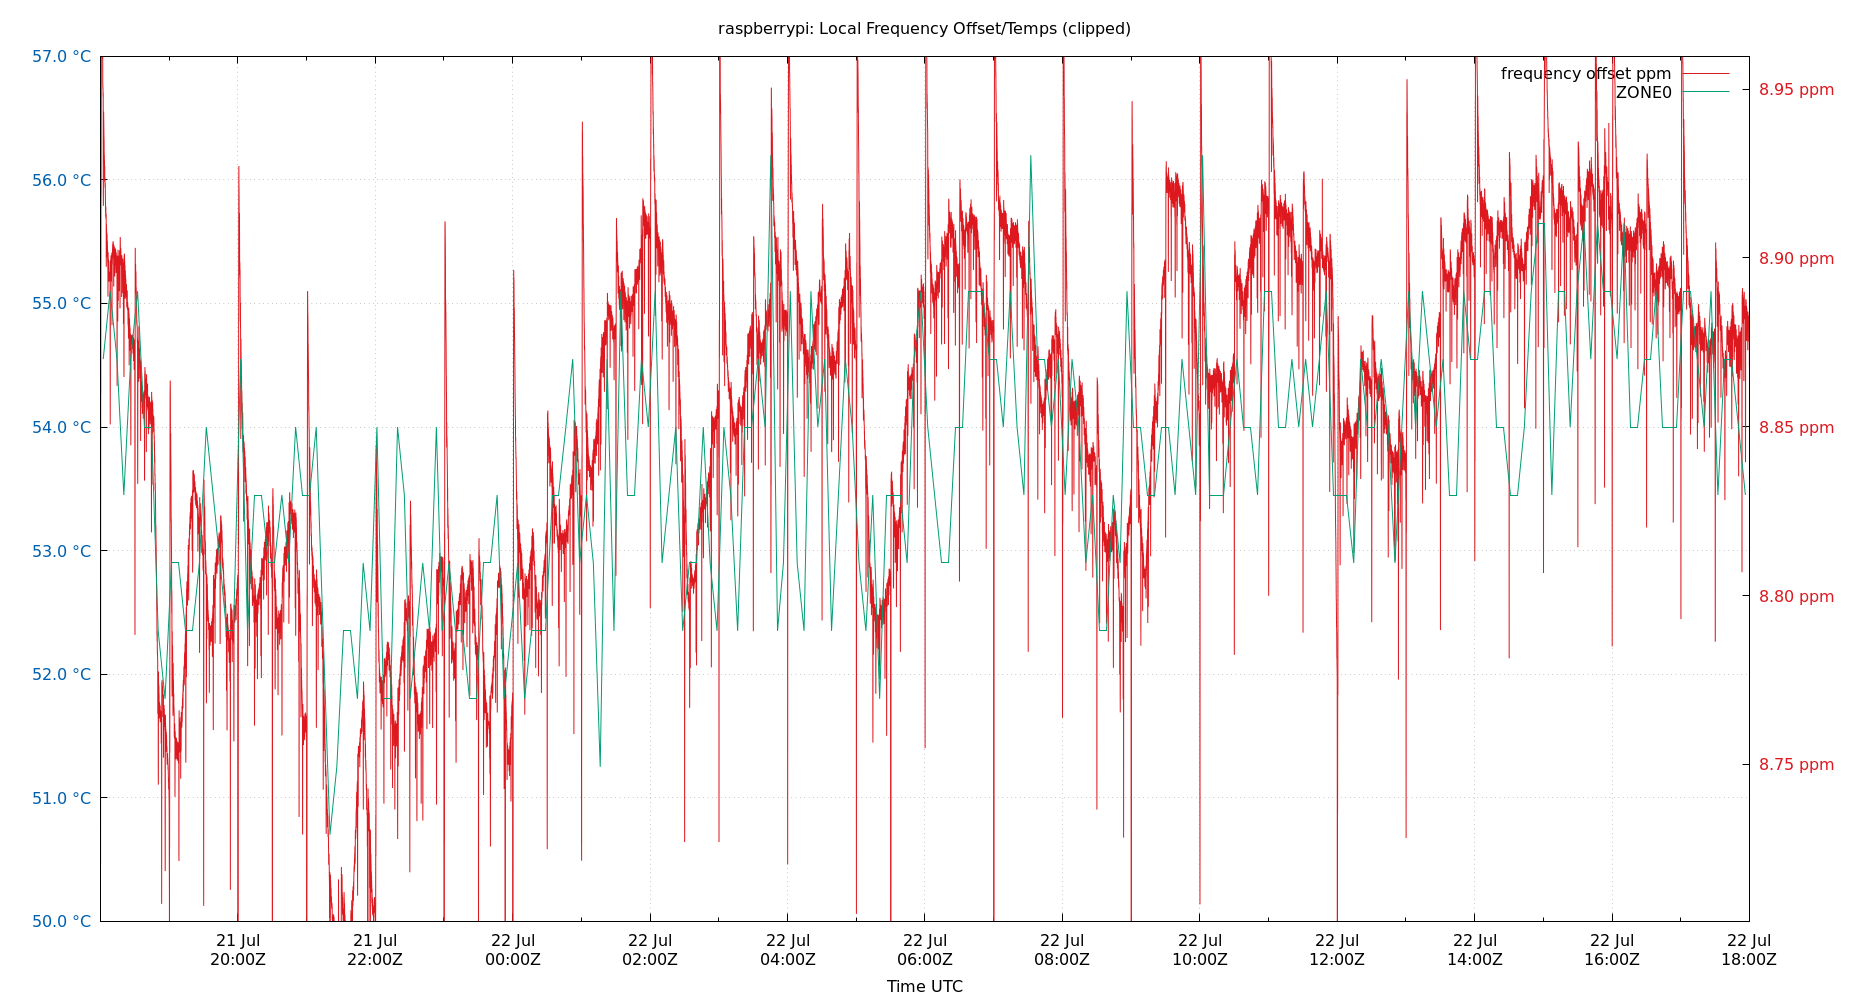 raspberrypi: Local Frequency Offset/Temps (clipped)
57.0 °C
56.0 °C
55.0 °C
54.0 °C
53.0 °C
52.0 °C
51.0 °C
50.0 °C
frequency offset ppm
ZONE0
8.95 ppm
8.90 ppm
8.85 ppm
8.80 ppm
8.75 ppm
21 Jul
20:00Z
21 Jul
22:00Z
22 Jul
00:00Z
22 Jul
02:00Z
22 Jul
04:00Z
22 Jul
06:00Z
22 Jul
08:00Z
22 Jul
10:00Z
22 Jul
12:00Z
22 Jul
14:00Z
22 Jul
16:00Z
22 Jul
18:00Z
Time UTC